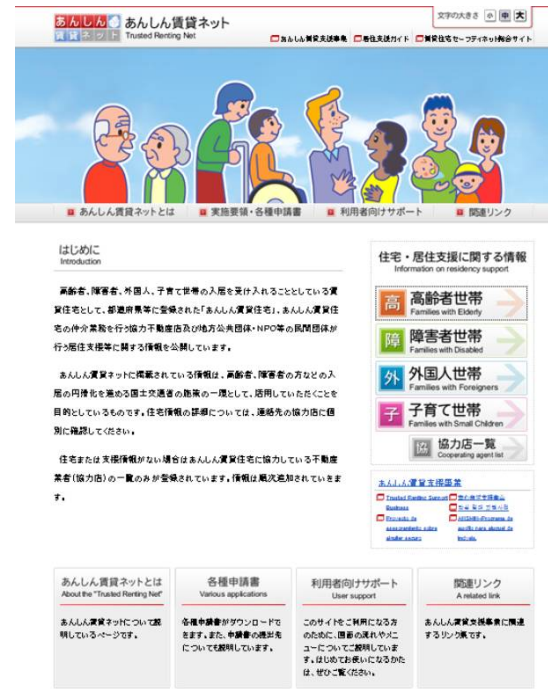 あんしん 賃貸ネット
あんしん賃貸ネット
Trusted Renting Net
文字の大きさ 小 中 大
あんしん賃貸支援事業 居住支援ガイド 賃貸住宅セーフティネット総合サイト
あんしん賃貸ネットとは 実施要領・各種申請書 利用者向けサポート 関連リンク
はじめに
Introduction
高齢者、障害者、外国人、子育て世帯の入居を受け入れることとしている賃
貸住宅として、都道府県等に登録された「あんしん賃貸住宅」、あんしん賃貸住
宅の仲介業務を行う協力不動産店及び地方公共団体・NPO等の民間団体が
行う居住支援等に関する情報を公開しています。
あんしん賃貸ネットに掲載されている情報は、高齢者、障害者の方などの入
居の円滑化を進める国土交通省の施策の一環として、活用していただくことを
目的としているものです。住宅情報の詳細については、連絡先の協力店に個
別に確認してください。
住宅または支援情報がない場合はあんしん賃貸住宅に協力している不動産
業者(協力店)の一覧のみが登録されています。情報は順次追加されていきま
す。
住宅・居住支援に関する情報
Information on residency support
高 高齢者世帯
Families with Elderly
障 障害者世帯
Families with Disabled
外 外国人世帯
Families with Foreigners
子 子育て世帯
Families with Small Children
協 協力店一覧
Cooperating agent list
あんしん賃貸支援事業
Trusted Renting Support
Business
Proyecto de
asesoramiento sobre
alquiler seguro
あんしん賃貸ネットとは
About the "Trusted Renting Net"
あんしん賃貸ネットについて説
明しているページです。
各種申請書
Various applications
各種申請書がダウンロードで
きます。また、申請書の提出先
についても説明しています。
利用者向けサポート
User support
このサイトをご利用になる方
のために、画面の流れやメニ
ューについてご説明していま
す。はじめてお使いになるかた
は、ぜひご覧ください。
関連リンク
A related link
あんしん賃貸支援事業に関連
するリンク集です。